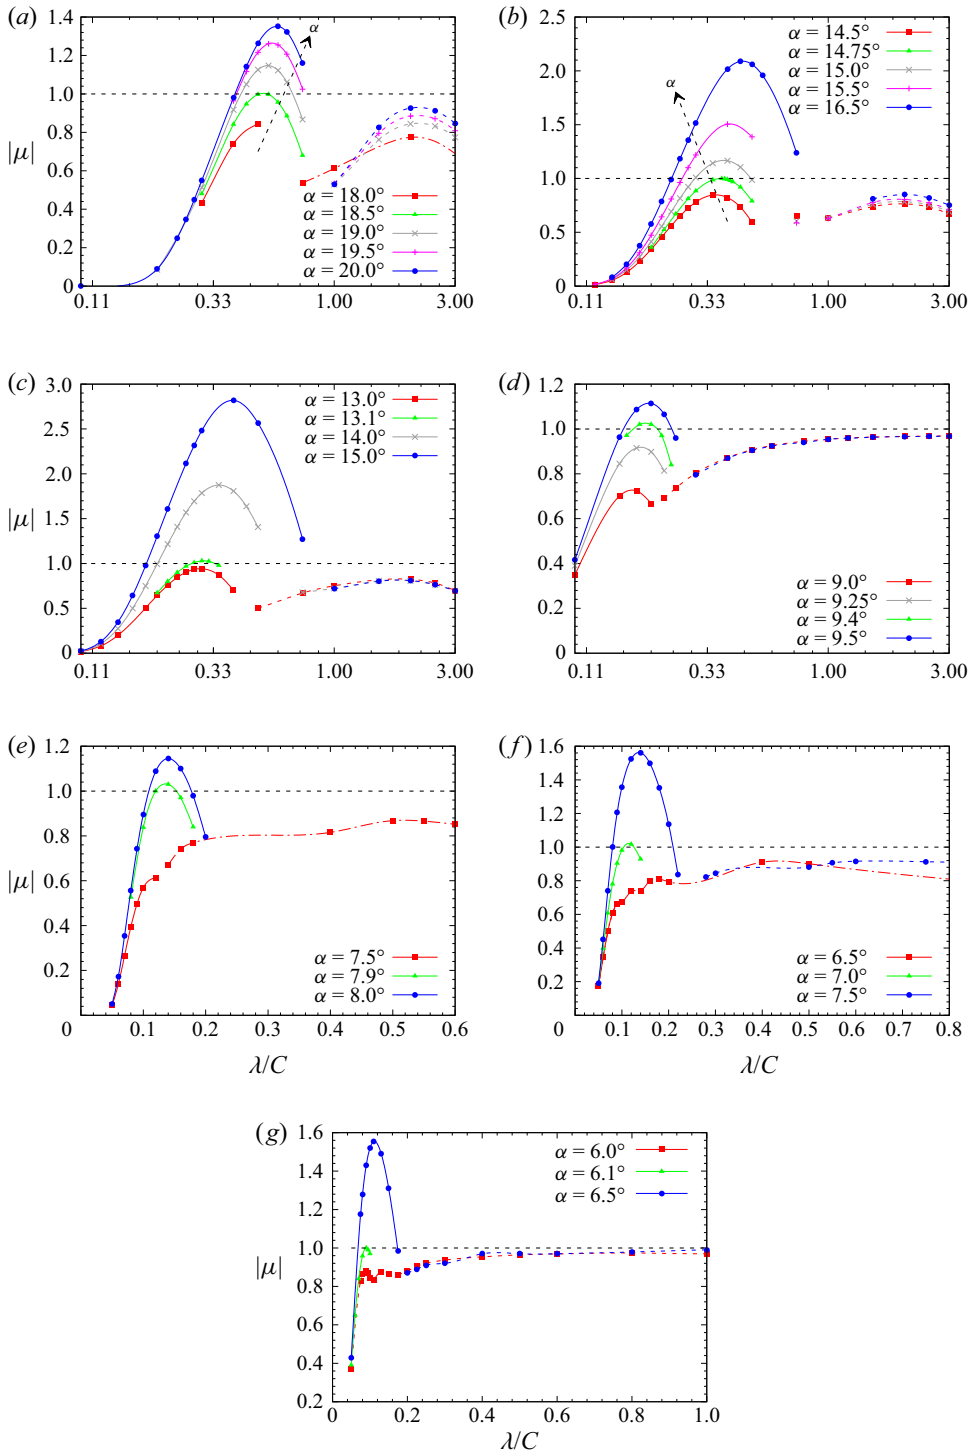 (a)
1.4
1.2
1.0
0.8
|μ|
0.6
0.4
0.2
0
α
α = 18.0°
α = 18.5°
α = 19.0°
α = 19.5°
α = 20.0°
0.11
0.33
1.00
3.00
(b)
2.5
2.0
1.5
1.0
0.5
0
α
α = 14.5°
α = 14.75°
α = 15.0°
α = 15.5°
α = 16.5°
0.11
0.33
1.00
3.00
(c)
3.0
2.5
2.0
1.5
|μ|
1.0
0.5
0
α = 13.0°
α = 13.1°
α = 14.0°
α = 15.0°
0.11
0.33
1.00
3.00
(d)
1.2
1.0
0.8
0.6
0.4
0.2
0
α = 9.0°
α = 9.25°
α = 9.4°
α = 9.5°
0.11
0.33
1.00
3.00
(e)
1.2
1.0
0.8
|μ|
0.6
0.4
0.2
α = 7.5°
α = 7.9°
α = 8.0°
0
0.1
0.2
0.3
0.4
0.5
0.6
λ/C
(f)
1.6
1.4
1.2
1.0
0.8
0.6
0.4
0.2
α = 6.5°
α = 7.0°
α = 7.5°
0
0.1
0.2
0.3
0.4
0.5
0.6
0.7
0.8
λ/C
(g)
1.6
1.4
1.2
1.0
|μ|
0.8
0.6
0.4
0.2
α = 6.0°
α = 6.1°
α = 6.5°
0
0.2
0.4
0.6
0.8
1.0
λ/C